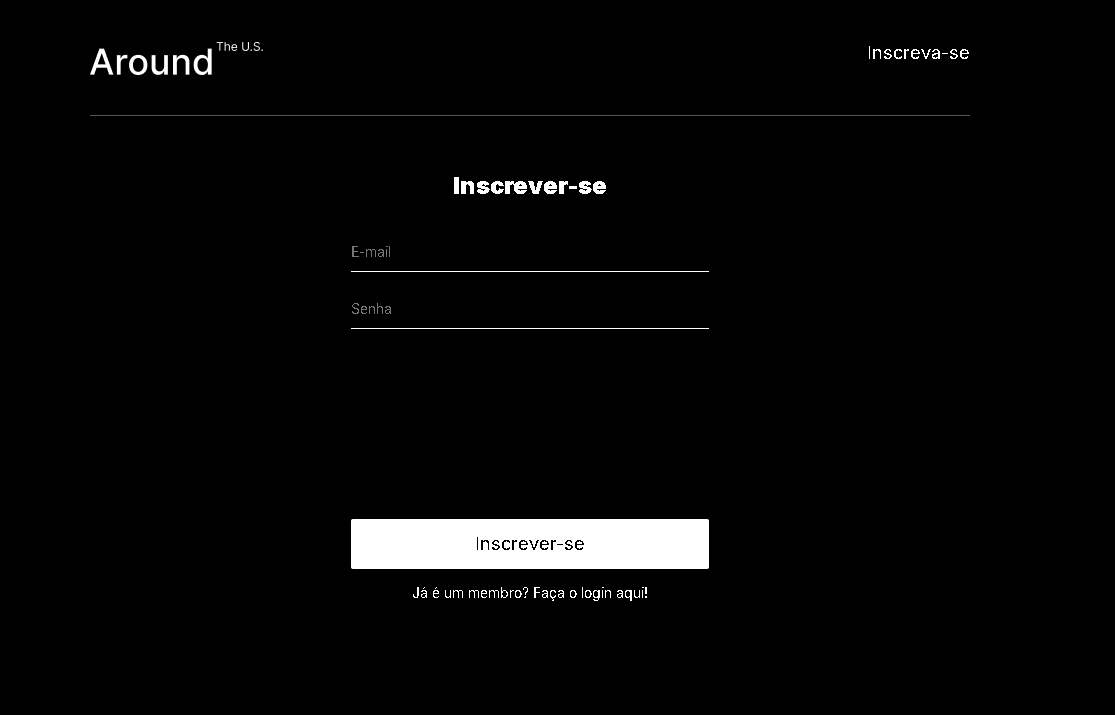 Around The U.S.
Inscreva-se
Inscrever-se
E-mail
Senha
Inscrever-se
Já é um membro? Faça o login aqui!